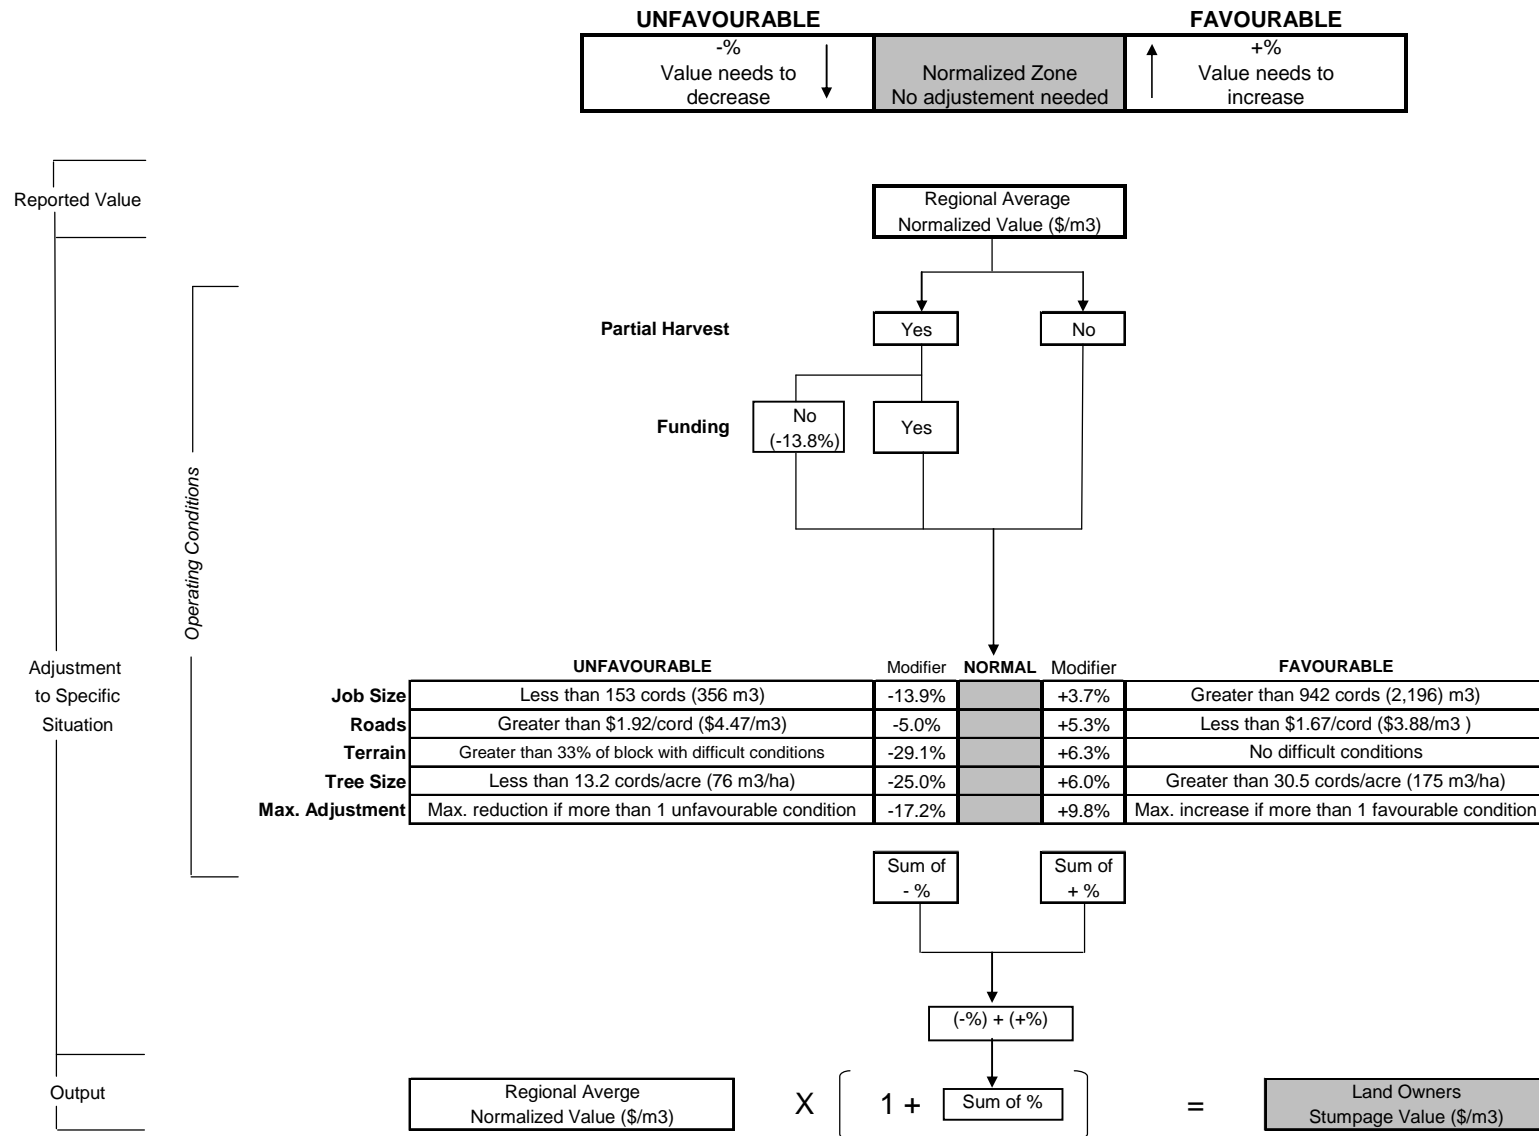 UNFAVOURABLE FAVOURABLE
-%
Value needs to
decrease
Normalized Zone
No adjustement needed
+%
Value needs to
increase
Reported Value
Regional Average
Normalized Value ($/m3)
Partial Harvest Yes No
Funding
No
(-13.8%)
Yes
Operating Conditions
Adjustment
to Specific
Situation
UNFAVOURABLE Modifier NORMAL Modifier FAVOURABLE
Job Size Less than 153 cords (356 m3) -13.9% +3.7% Greater than 942 cords (2,196) m3)
Roads Greater than $1.92/cord ($4.47/m3) -5.0% +5.3% Less than $1.67/cord ($3.88/m3 )
Terrain Greater than 33% of block with difficult conditions -29.1% +6.3% No difficult conditions
Tree Size Less than 13.2 cords/acre (76 m3/ha) -25.0% +6.0% Greater than 30.5 cords/acre (175 m3/ha)
Max. Adjustment Max. reduction if more than 1 unfavourable condition -17.2% +9.8% Max. increase if more than 1 favourable condition
Sum of
- %
Sum of
+ %
(-%) + (+%)
Output
Regional Averge
Normalized Value ($/m3)
X 1 + Sum of % =
Land Owners
Stumpage Value ($/m3)